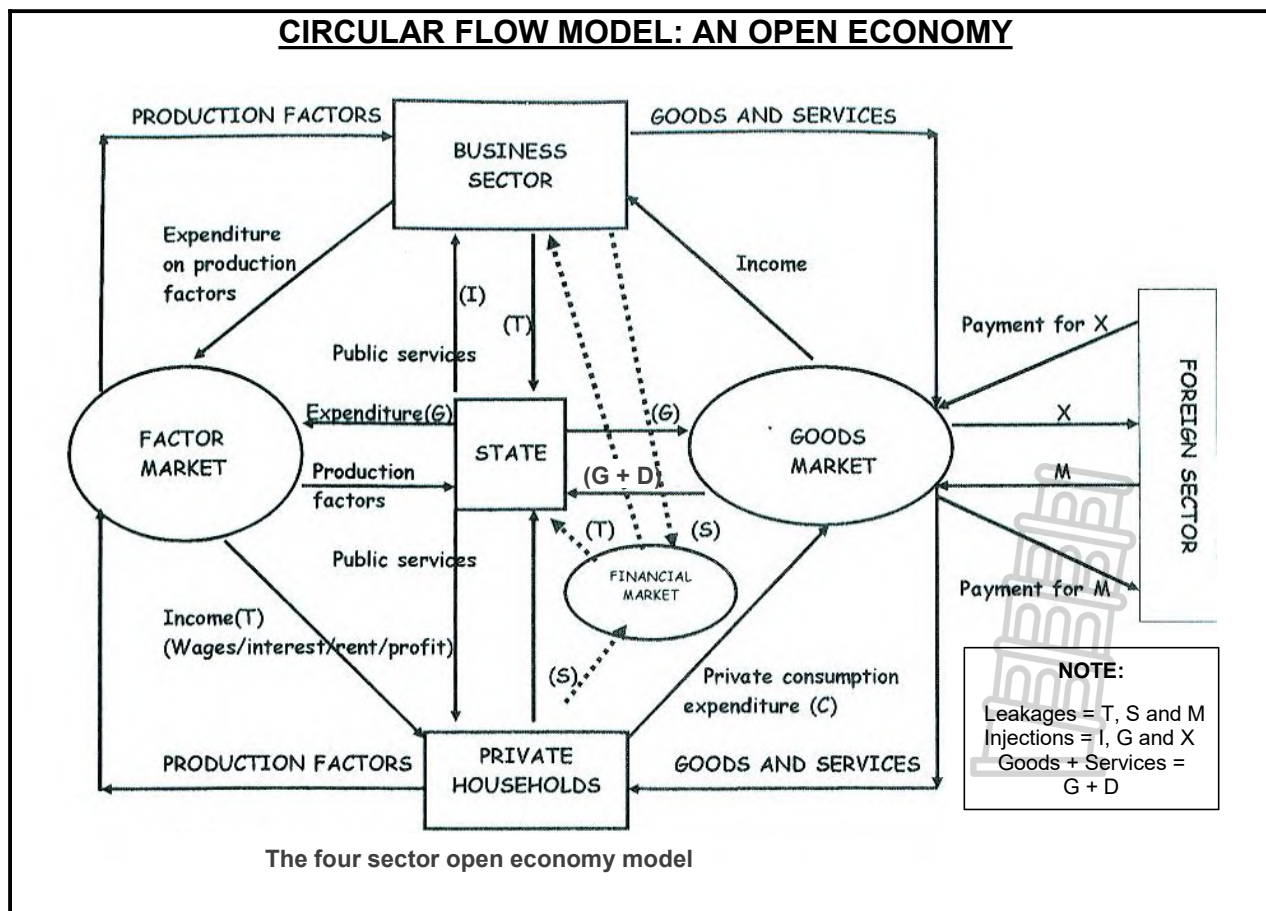 CIRCULAR FLOW MODEL: AN OPEN ECONOMY
PRODUCTION FACTORS
GOODS AND SERVICES
BUSINESS
SECTOR
Expenditure
on production
factors
Income
(I)
(T)
Payment for X
Public services
Expenditure(G)
(G)
X
FACTOR
MARKET
STATE
GOODS
MARKET
FOREIGN SECTOR
(G + D)
M
Production
factors
Public services
(T)
(S)
FINANCIAL
MARKET
Payment for M
Income(T)
(Wages/interest/rent/profit)
(S)
Private consumption
expenditure (C)
PRODUCTION FACTORS
PRIVATE
HOUSEHOLDS
GOODS AND SERVICES
NOTE:
Leakages = T, S and M
Injections = I, G and X
Goods + Services =
G + D
The four sector open economy model